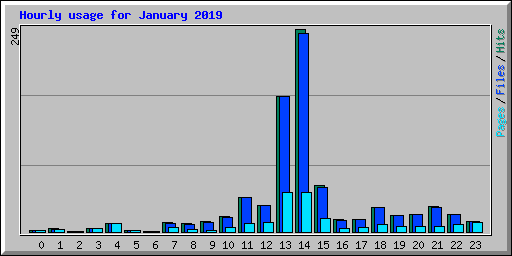 Hourly usage for January 2019
249
Pages/Files/Hits
0 1 2 3 4 5 6 7 8 9 10 11 12 13 14 15 16 17 18 19 20 21 22 23